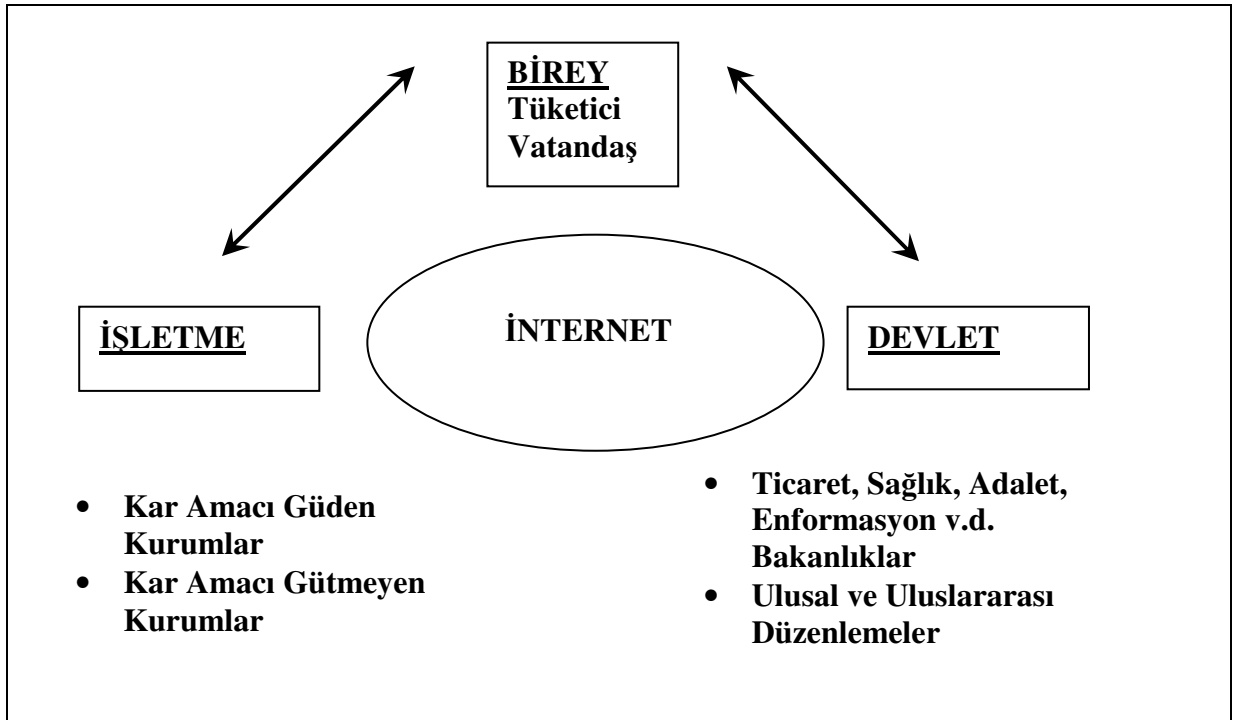 BİREY
Tüketici
Vatandaş
İŞLETME
İNTERNET
DEVLET
• Kar Amacı Güden
Kurumlar
• Kar Amacı Gütmeyen
Kurumlar
• Ticaret, Sağlık, Adalet,
Enformasyon v.d.
Bakanlıklar
• Ulusal ve Uluslararası
Düzenlemeler